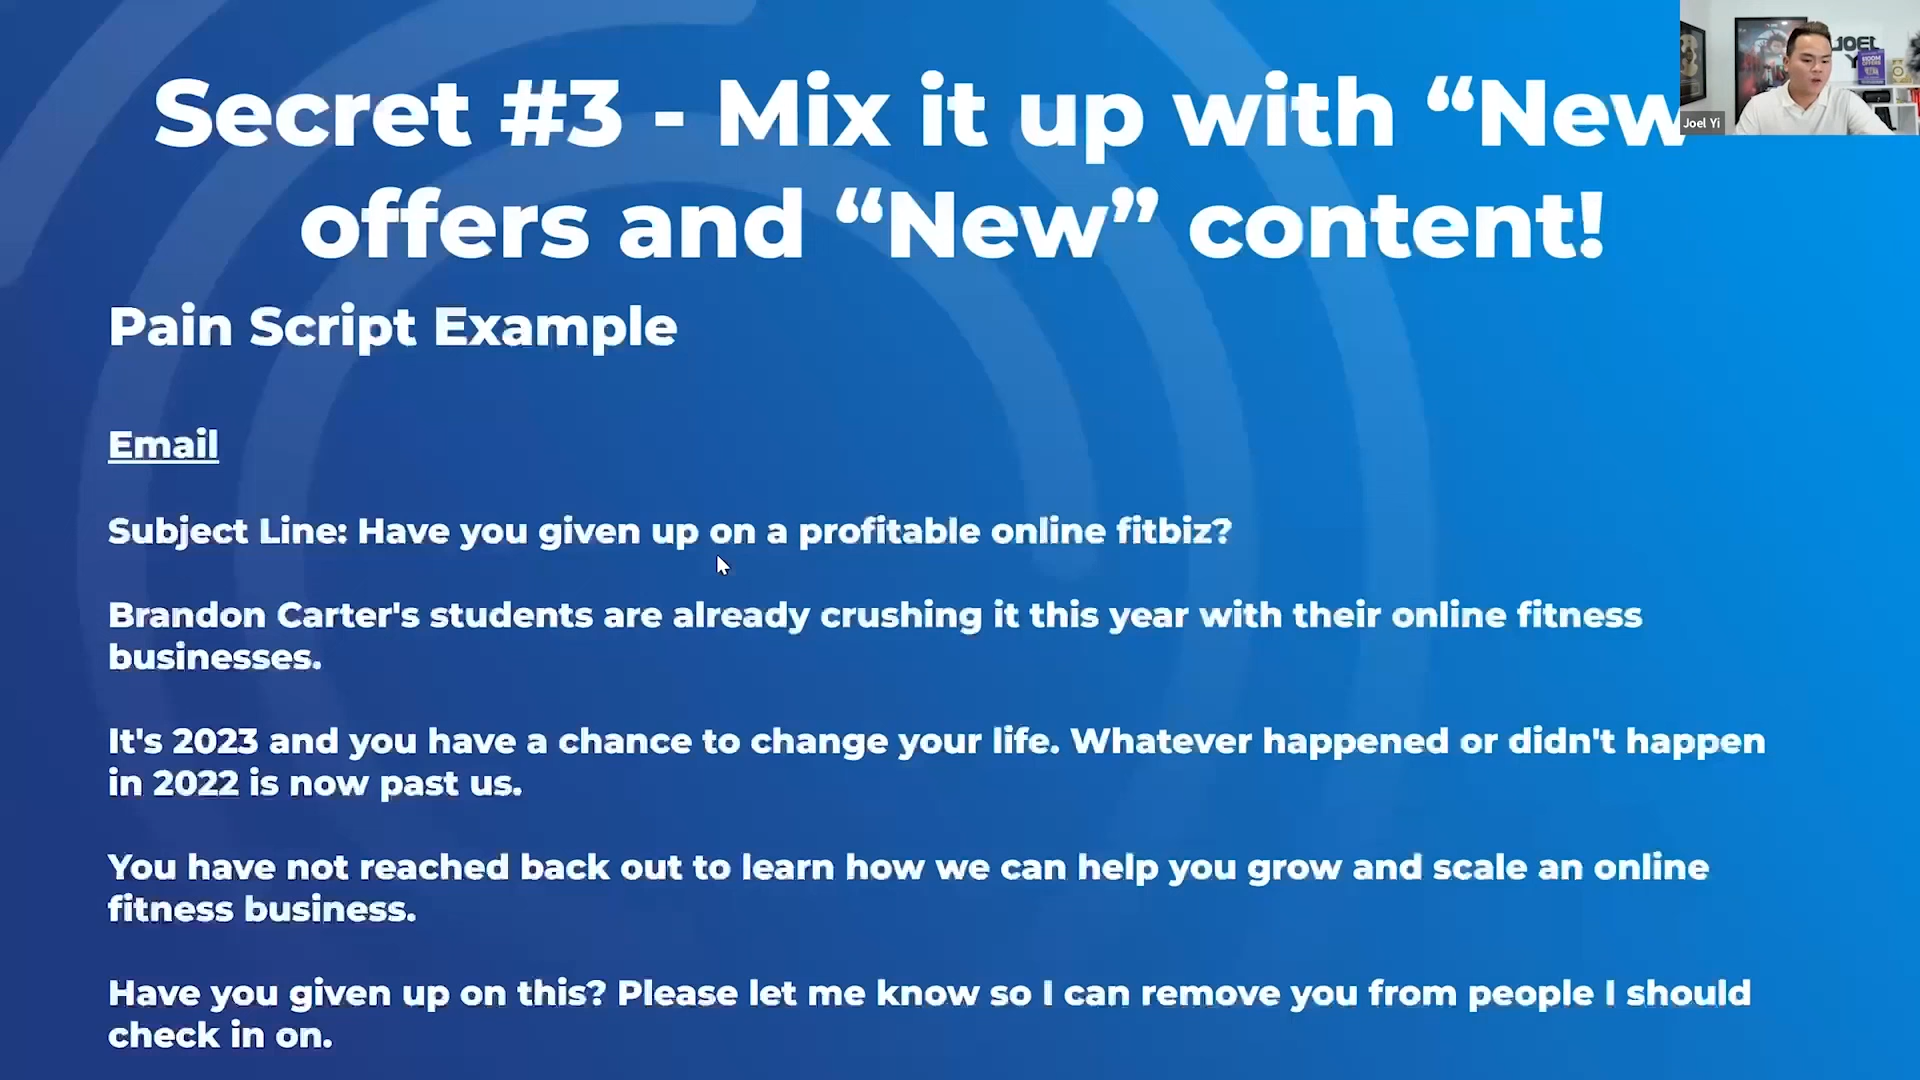 Secret #3 - Mix it up with “New
offers and “New” content!
Pain Script Example
Email
Subject Line: Have you given up on a profitable online fitbiz?
Brandon Carter's students are already crushing it this year with their online fitness
businesses.
It's 2023 and you have a chance to change your life. Whatever happened or didn't happen
in 2022 is now past us.
You have not reached back out to learn how we can help you grow and scale an online
fitness business.
Have you given up on this? Please let me know so I can remove you from people I should
check in on.
JOEL
Y
Joel Yi